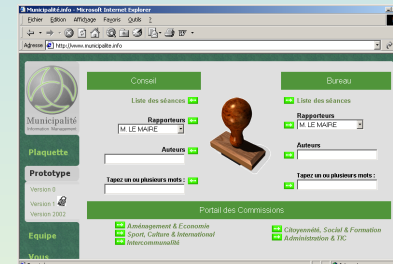 Municipalité.info - Microsoft Internet Explorer
Fichier Edition Affichage Favoris Outils ?
Adresse http://www.municipalite.info
Conseil
Bureau
Liste des séances
Liste des séances
Rapporteurs
Rapporteurs
M. LE MAIRE
M. LE MAIRE
Auteurs
Auteurs
Tapez un ou plusieurs mots :
Tapez un ou plusieurs mots :
Municipalité
Information Management
Plaquette
Prototype
Version 0
Version 1
Version 2002
Equipe
Vous
Portail des Commissions
Aménagement & Economie
Sport, Culture & International
Intercommunalité
Citoyenneté, Social & Formation
Administration & TIC